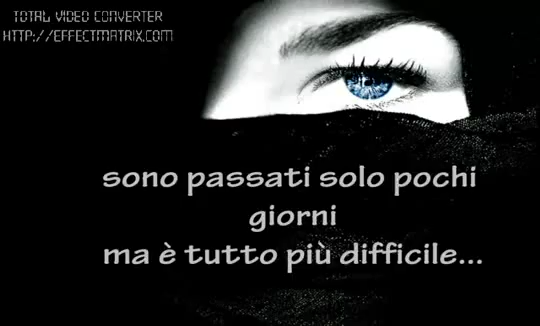 TOTAL VIDEO CONVERTER
HTTP://EFFECTMATRIX.COM
sono passati solo pochi
giorni
ma è tutto più difficile...